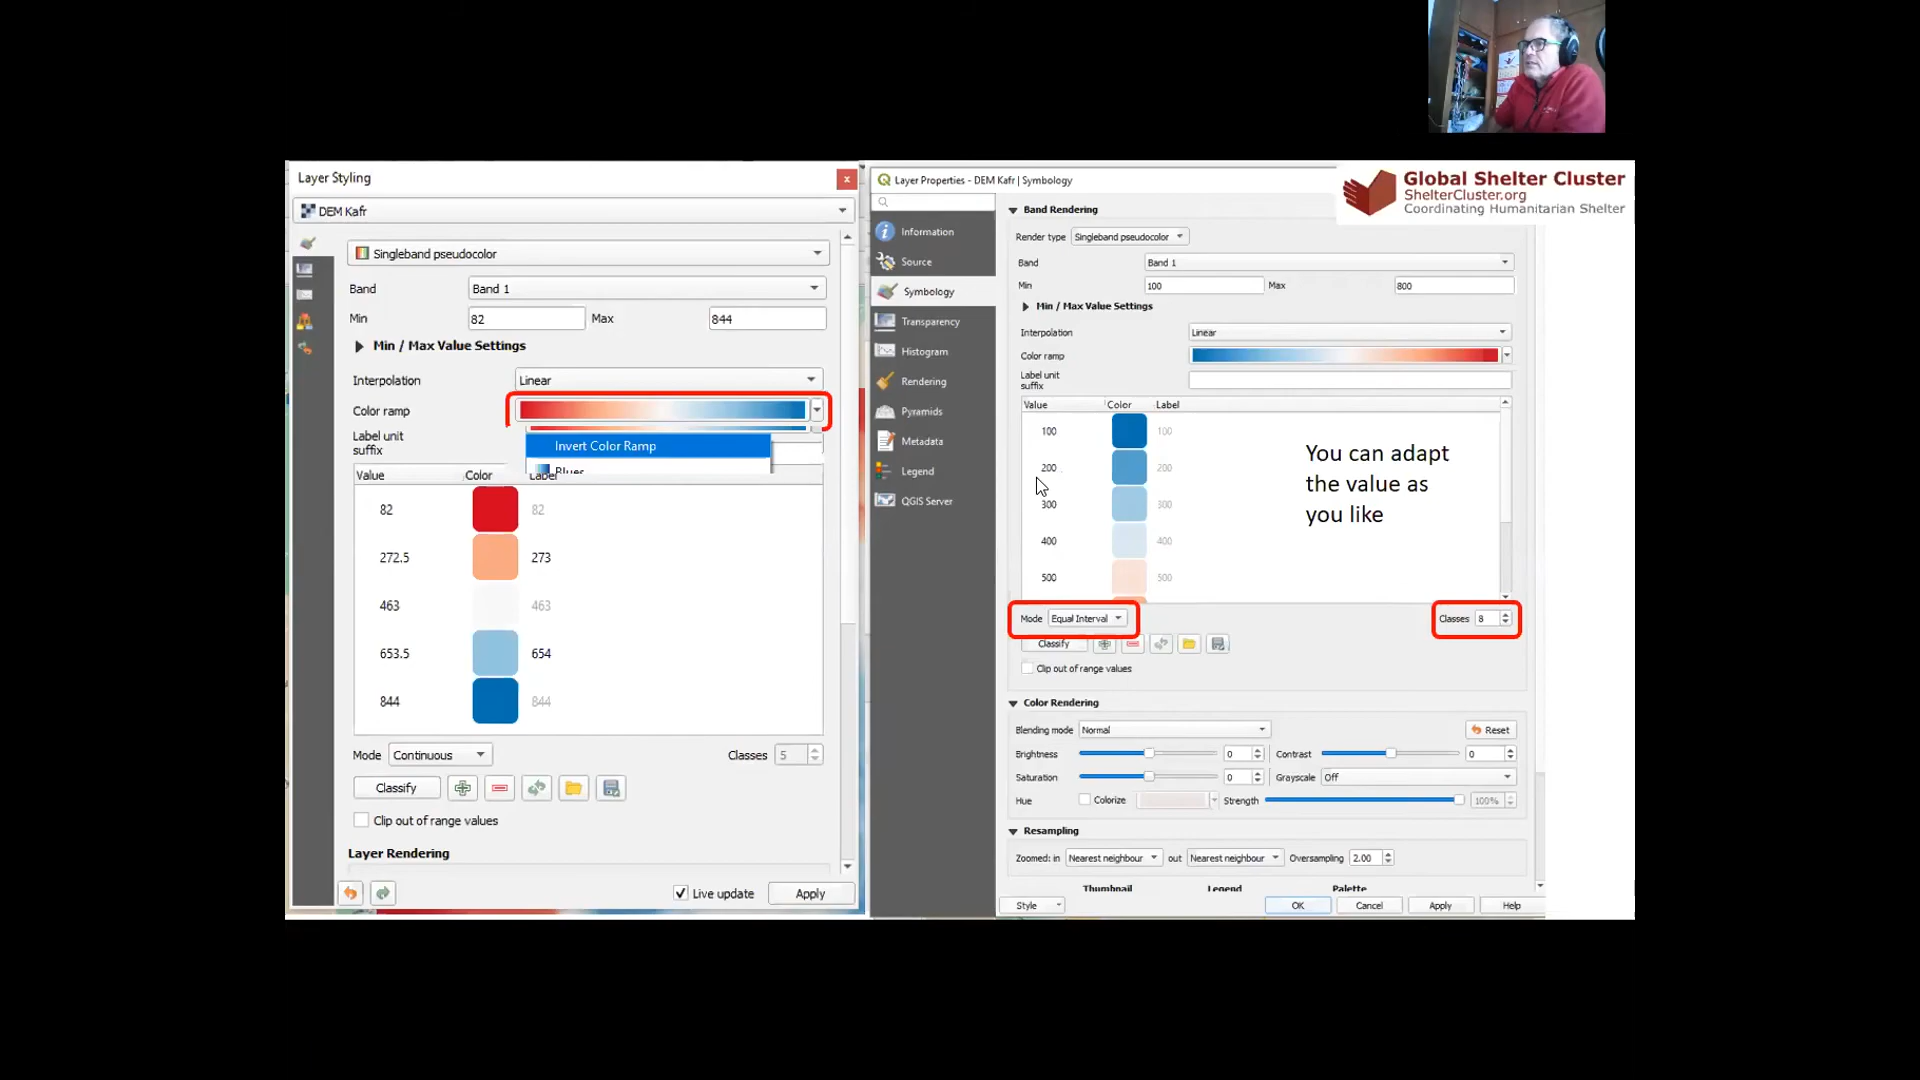 Layer Styling
DEM Kafr
Singleband pseudocolor
Band
Band 1
Min
82
Max
844
Min / Max Value Settings
Interpolation
Linear
Color ramp
Label unit
suffix
Invert Color Ramp
Blues
Value
Color
Label
82
82
272.5
273
463
463
653.5
654
844
844
Mode
Continuous
Classes
5
Classify
Clip out of range values
Layer Rendering
Live update
Apply
Layer Properties - DEM Kafr | Symbology
Global Shelter Cluster
ShelterCluster.org
Coordinating Humanitarian Shelter
Information
Source
Symbology
Transparency
Histogram
Rendering
Pyramids
Metadata
Legend
QGIS Server
Band Rendering
Render type
Singleband pseudocolor
Band
Band 1
Min
100
Max
800
Min / Max Value Settings
Interpolation
Linear
Color ramp
Label unit
suffix
Value
Color
Label
100
100
200
200
300
300
400
400
500
500
You can adapt
the value as
you like
Mode
Equal Interval
Classes
8
Classify
Clip out of range values
Color Rendering
Blending mode
Normal
Reset
Brightness
0
Contrast
0
Saturation
0
Grayscale
Off
Hue
Colorize
Strength
100%
Resampling
Zoomed: in
Nearest neighbour
out
Nearest neighbour
Oversampling
2.00
Thumbnail
Legend
Palette
Style
OK
Cancel
Apply
Help